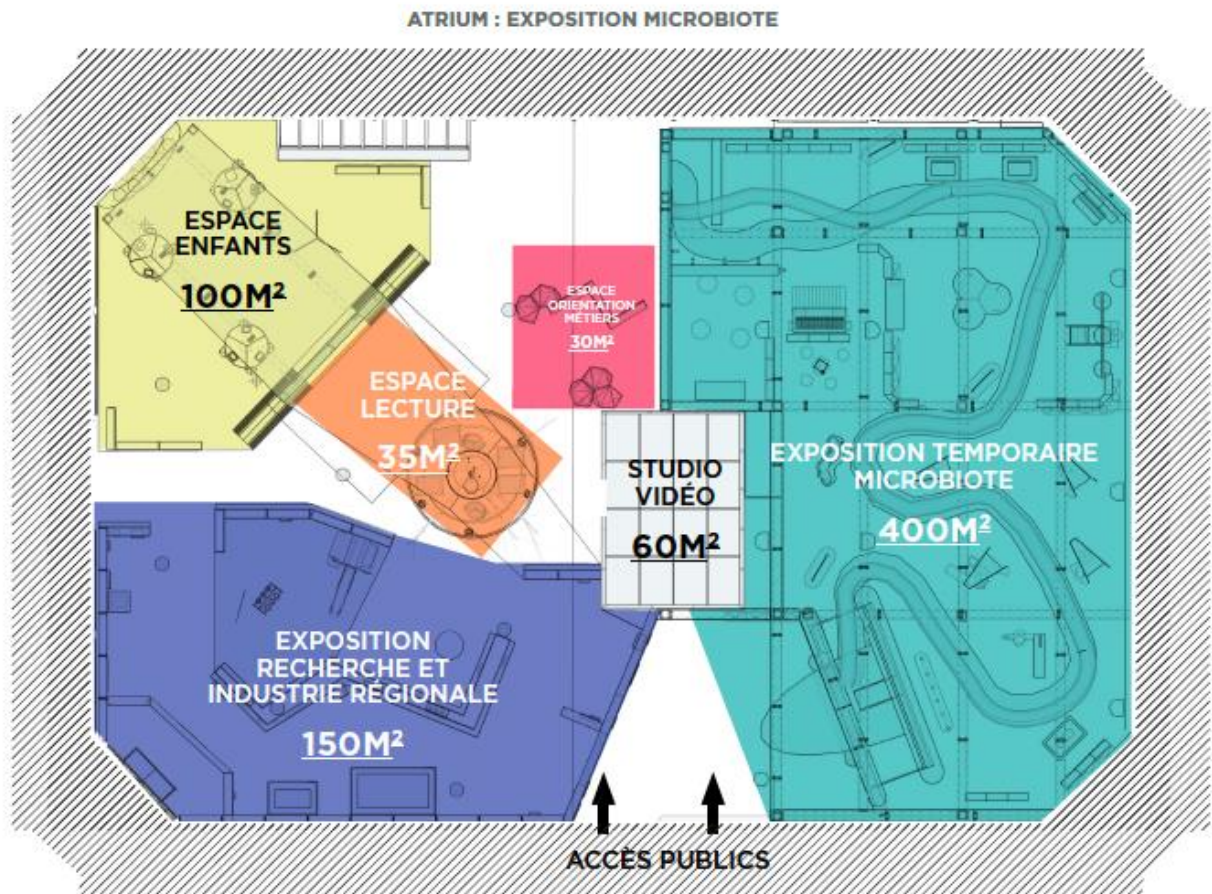 ATRIUM : EXPOSITION MICROBIOTE
ESPACE
ENFANTS
100M²
ESPACE
ORIENTATION
MÉTIERS
30M²
ESPACE
LECTURE
35M²
STUDIO
VIDÉO
60M²
EXPOSITION TEMPORAIRE
MICROBIOTE
400M²
EXPOSITION
RECHERCHE ET
INDUSTRIE RÉGIONALE
150M²
ACCÈS PUBLICS